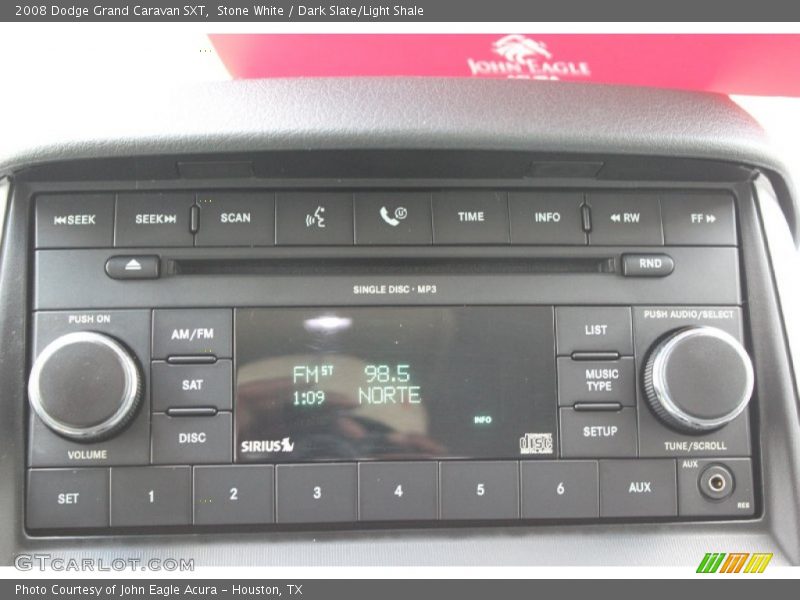 2008 Dodge Grand Caravan SXT, Stone White / Dark Slate/Light Shale
JOHN EAGLE
SEEK SEEK SCAN TIME INFO RW FF
RND
SINGLE DISC · MP3
PUSH ON
AM/FM
SAT
DISC
VOLUME
FM ST 98.5
1:09 NORTE
INFO
SIRIUS
disc
LIST
MUSIC TYPE
SETUP
PUSH AUDIO/SELECT
TUNE/SCROLL
SET 1 2 3 4 5 6 AUX
AUX
RES
GTCarLot.com
Photo Courtesy of John Eagle Acura - Houston, TX